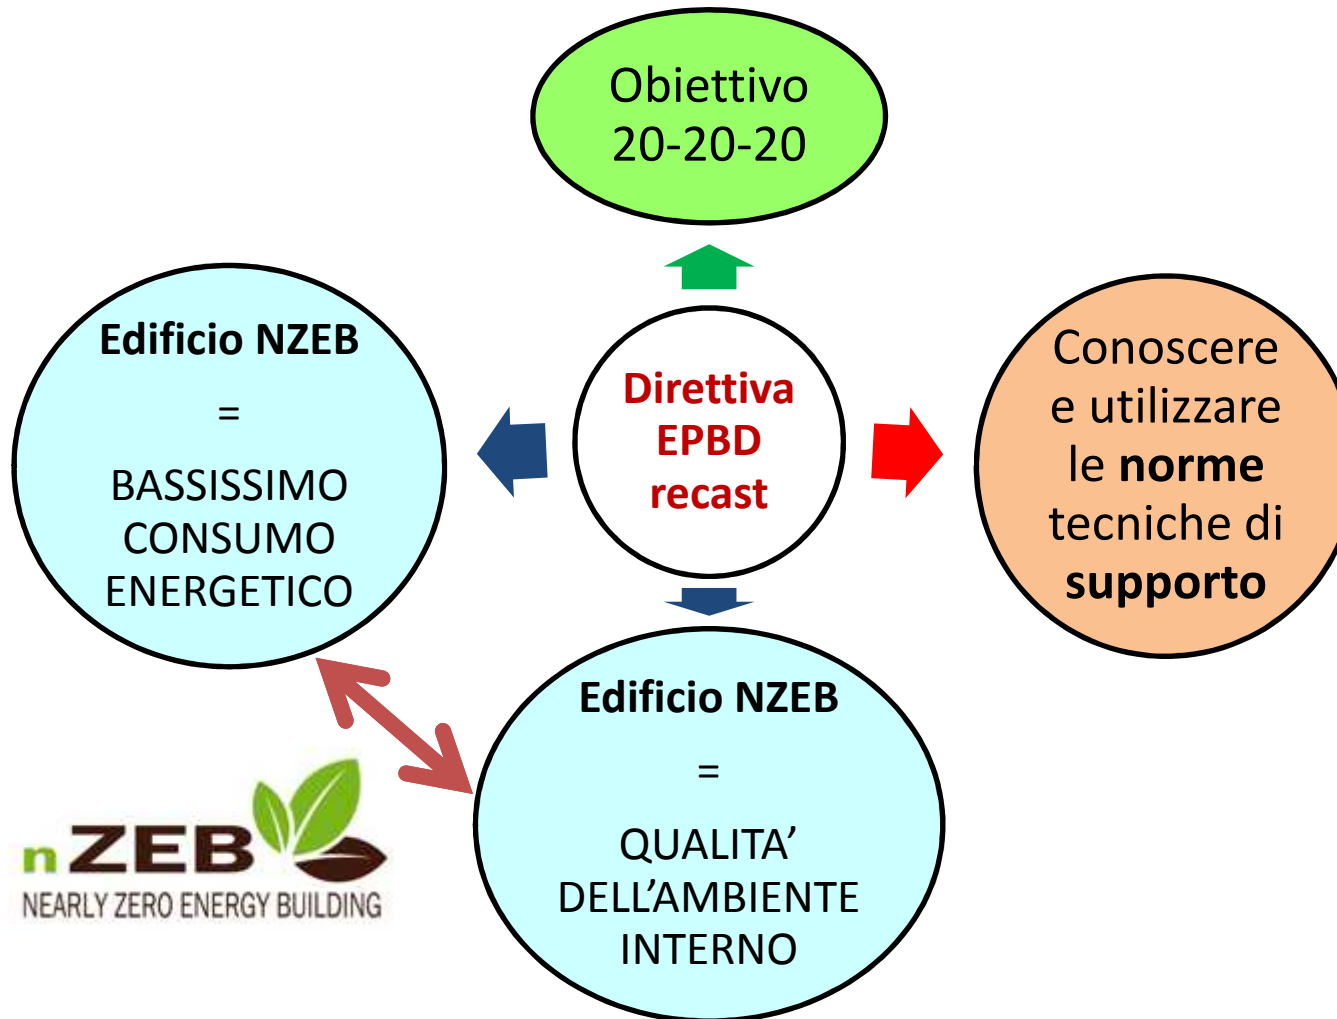 Obiettivo
20-20-20
Edificio NZEB
=
BASSISSIMO
CONSUMO
ENERGETICO
Direttiva
EPBD
recast
Conoscere
e utilizzare
le norme
tecniche di
supporto
Edificio NZEB
=
QUALITA’
DELL’AMBIENTE
INTERNO
nZEB
NEARLY ZERO ENERGY BUILDING